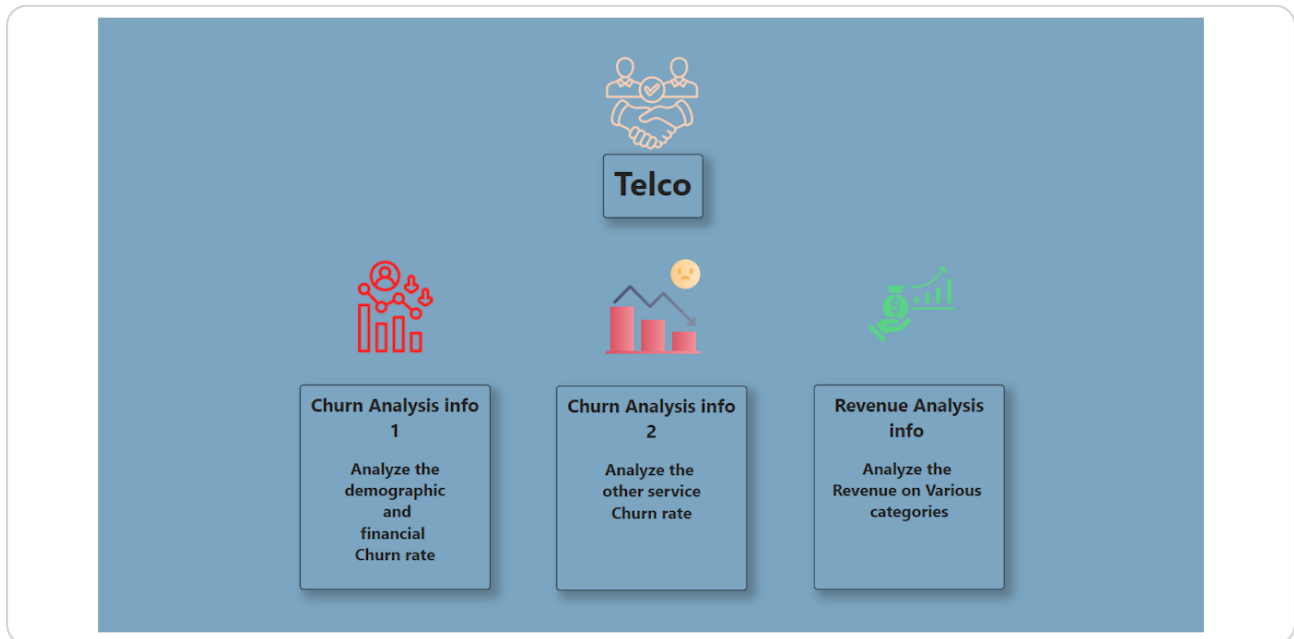 Telco
Churn Analysis info
1
Analyze the
demographic
and
financial
Churn rate
Churn Analysis info
2
Analyze the
other service
Churn rate
Revenue Analysis
info
Analyze the
Revenue on Various
categories